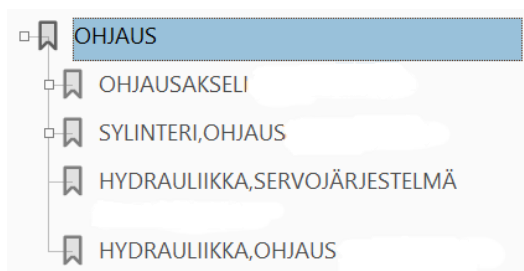 OHJAUS
OHJAUSAKSELI
SYLINTERI,OHJAUS
HYDRAULIIKKA,SERVOJÄRJESTELMÄ
HYDRAULIIKKA,OHJAUS